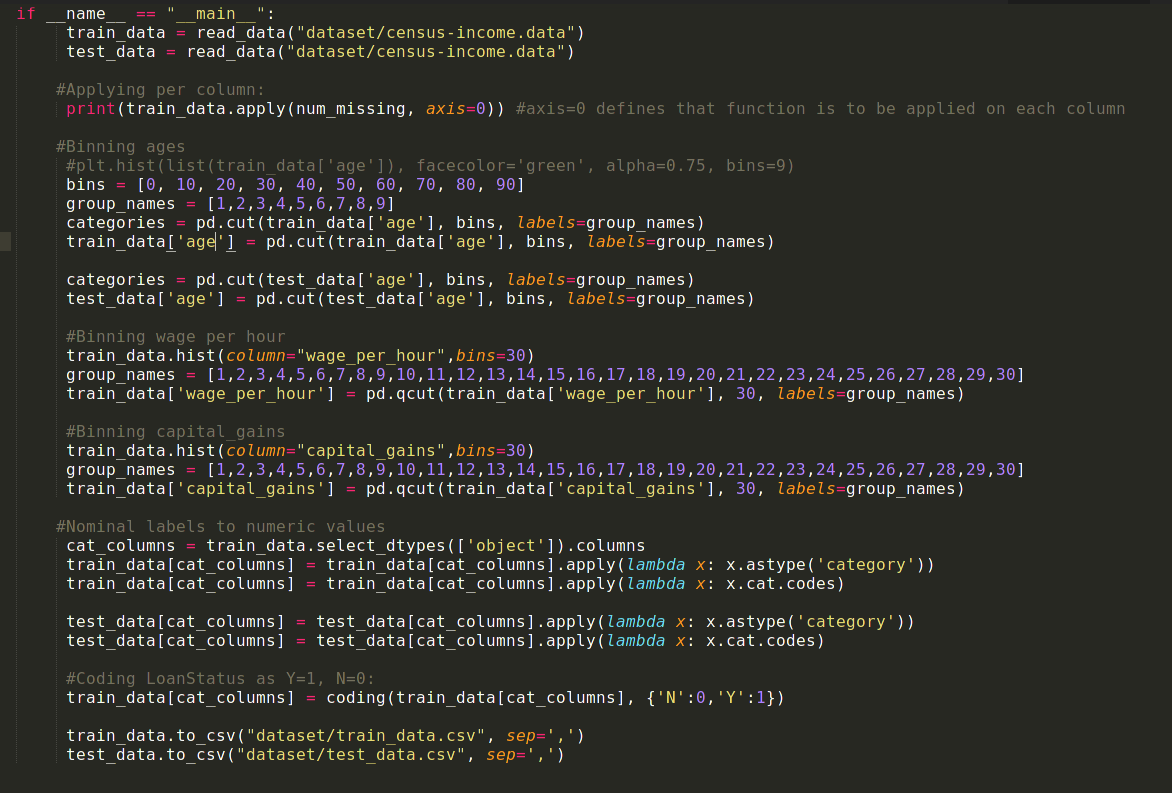 if __name__ == "__main__":
train_data = read_data("dataset/census-income.data")
test_data = read_data("dataset/census-income.data")
#Applying per column:
print(train_data.apply(num_missing, axis=0)) #axis=0 defines that function is to be applied on each column
#Binning ages
#plt.hist(list(train_data['age']), facecolor='green', alpha=0.75, bins=9)
bins = [0, 10, 20, 30, 40, 50, 60, 70, 80, 90]
group_names = [1,2,3,4,5,6,7,8,9]
categories = pd.cut(train_data['age'], bins, labels=group_names)
train_data['age'] = pd.cut(train_data['age'], bins, labels=group_names)
categories = pd.cut(test_data['age'], bins, labels=group_names)
test_data['age'] = pd.cut(test_data['age'], bins, labels=group_names)
#Binning wage per hour
train_data.hist(column="wage_per_hour",bins=30)
group_names = [1,2,3,4,5,6,7,8,9,10,11,12,13,14,15,16,17,18,19,20,21,22,23,24,25,26,27,28,29,30]
train_data['wage_per_hour'] = pd.qcut(train_data['wage_per_hour'], 30, labels=group_names)
#Binning capital_gains
train_data.hist(column="capital_gains",bins=30)
group_names = [1,2,3,4,5,6,7,8,9,10,11,12,13,14,15,16,17,18,19,20,21,22,23,24,25,26,27,28,29,30]
train_data['capital_gains'] = pd.qcut(train_data['capital_gains'], 30, labels=group_names)
#Nominal labels to numeric values
cat_columns = train_data.select_dtypes(['object']).columns
train_data[cat_columns] = train_data[cat_columns].apply(lambda x: x.astype('category'))
train_data[cat_columns] = train_data[cat_columns].apply(lambda x: x.cat.codes)
test_data[cat_columns] = test_data[cat_columns].apply(lambda x: x.astype('category'))
test_data[cat_columns] = test_data[cat_columns].apply(lambda x: x.cat.codes)
#Coding LoanStatus as Y=1, N=0:
train_data[cat_columns] = coding(train_data[cat_columns], {'N':0,'Y':1})
train_data.to_csv("dataset/train_data.csv", sep=',')
test_data.to_csv("dataset/test_data.csv", sep=',')